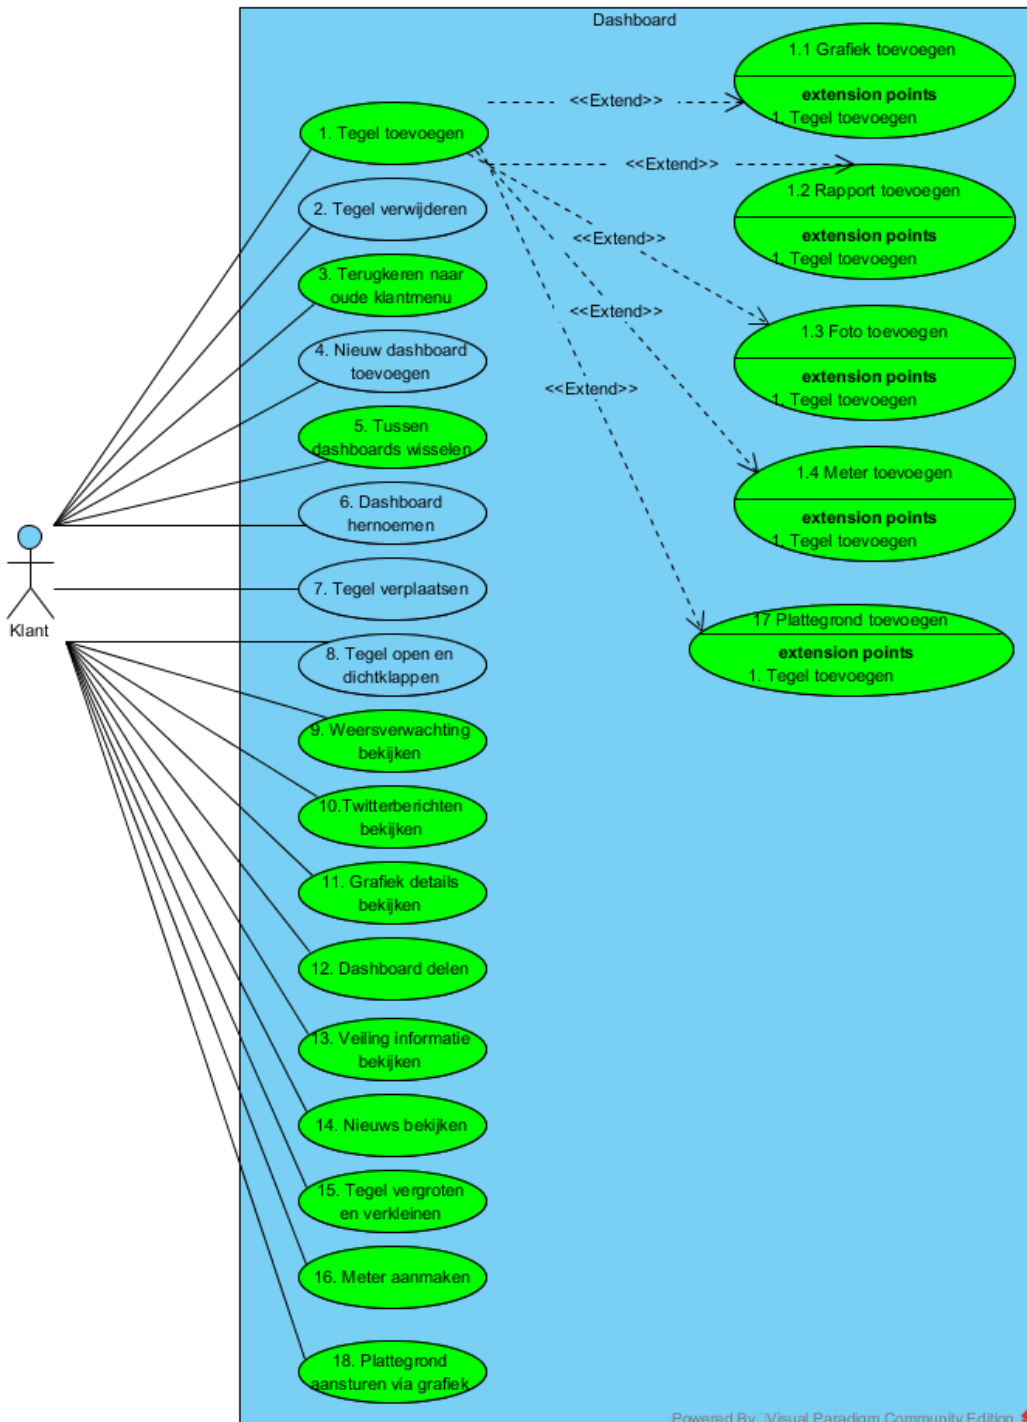 Dashboard
1. Tegel toevoegen
2. Tegel verwijderen
3. Terugkeren naar
oude klantmenu
4. Nieuw dashboard
toevoegen
5. Tussen
dashboards wisselen
6. Dashboard
hernoemen
7. Tegel verplaatsen
8. Tegel open en
dichtklappen
9. Weersverwachting
bekijken
10.Twitterberichten
bekijken
11. Grafiek details
bekijken
12. Dashboard delen
13. Veiling informatie
bekijken
14. Nieuws bekijken
15. Tegel vergroten
en verkleinen
16. Meter aanmaken
18. Plattegrond
aansturen via grafiek
Klant
<<Extend>>
<<Extend>>
<<Extend>>
<<Extend>>
<<Extend>>
1.1 Grafiek toevoegen
extension points
1. Tegel toevoegen
1.2 Rapport toevoegen
extension points
1. Tegel toevoegen
1.3 Foto toevoegen
extension points
1. Tegel toevoegen
1.4 Meter toevoegen
extension points
1. Tegel toevoegen
17 Plattegrond toevoegen
extension points
1. Tegel toevoegen
Powered By Visual Paradigm Community Edition